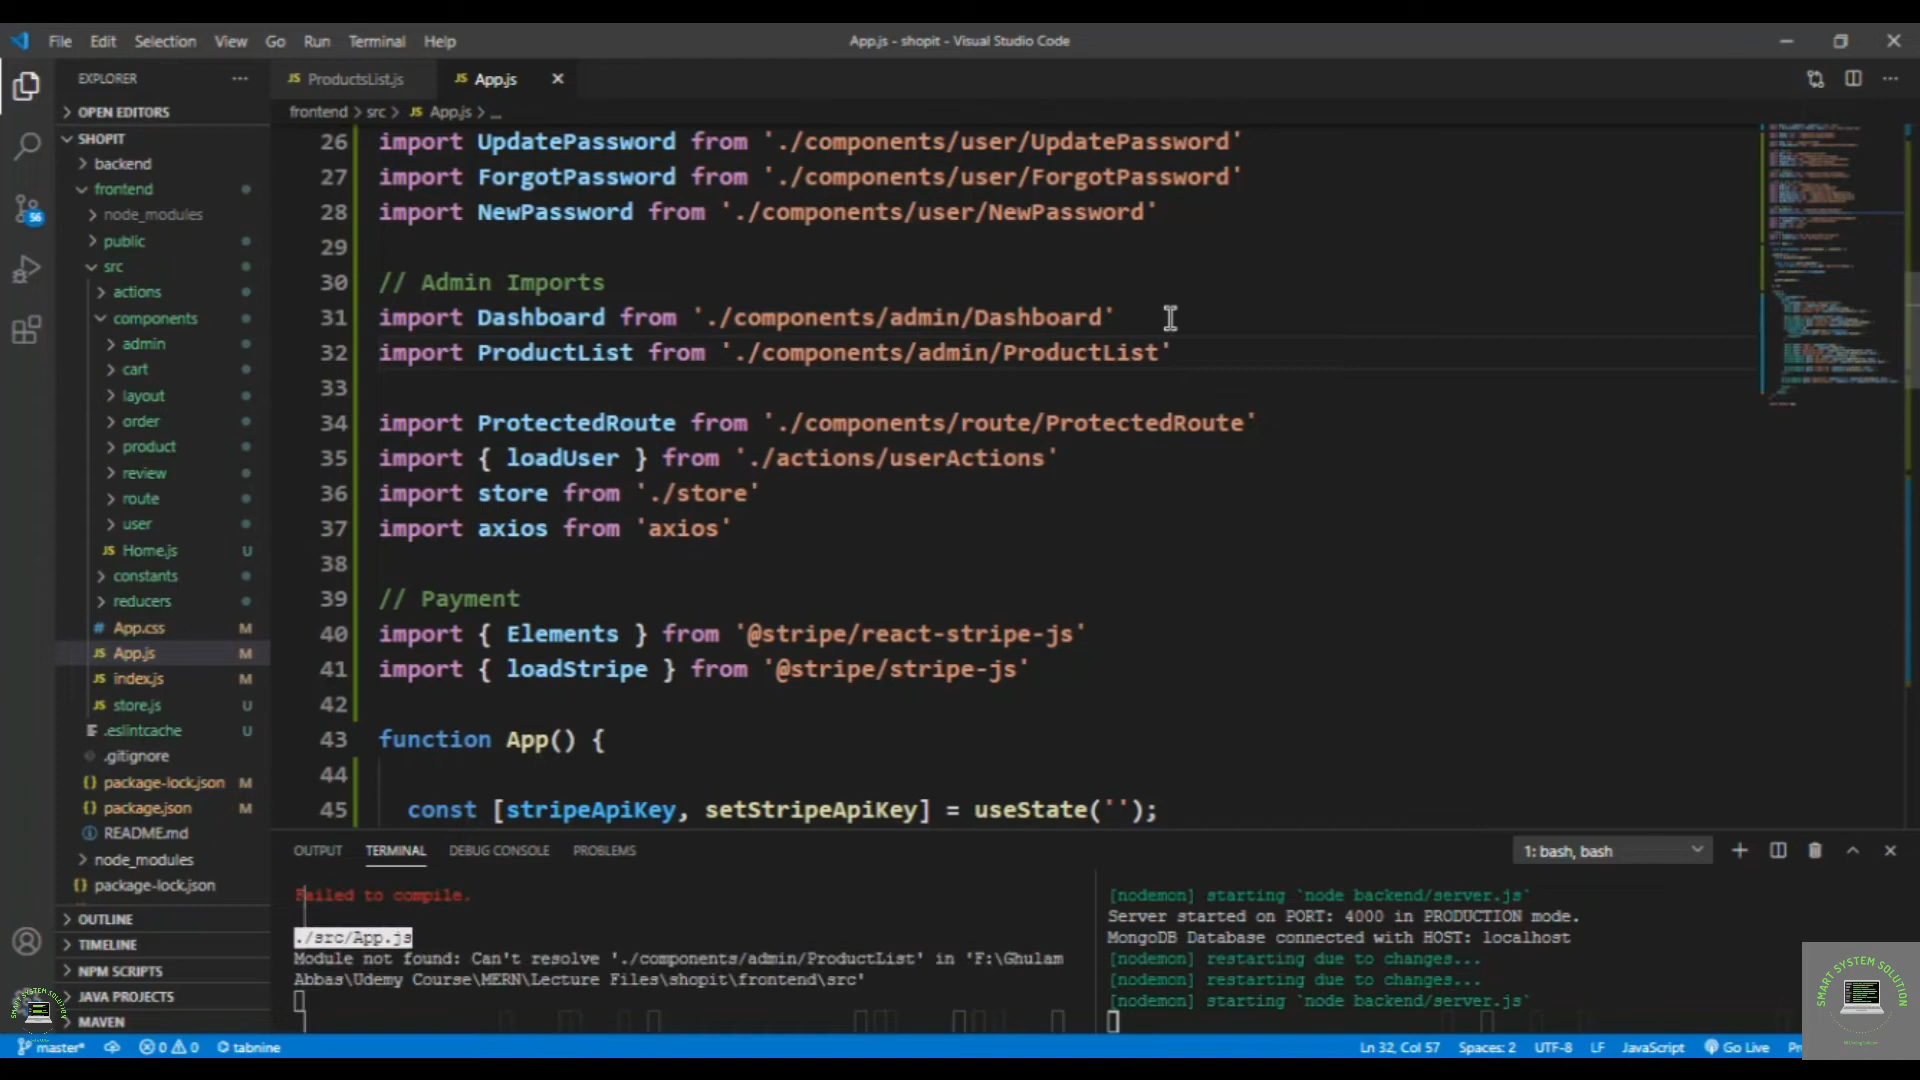 File Edit Selection View Go Run Terminal Help
App.js - shopit - Visual Studio Code
EXPLORER
ProductsList.js
App.js
OPEN EDITORS
SHOPIT
backend
frontend
node_modules
public
src
actions
components
admin
cart
layout
order
product
review
route
user
Home.js U
constants
reducers
App.css M
App.js M
index.js M
store.js U
.eslintcache U
.gitignore
package-lock.json M
package.json M
README.md
node_modules
package-lock.json
OUTLINE
TIMELINE
NPM SCRIPTS
JAVA PROJECTS
MAVEN
56
frontend > src > App.js > ...
26 import UpdatePassword from './components/user/UpdatePassword'
27 import ForgotPassword from './components/user/ForgotPassword'
28 import NewPassword from './components/user/NewPassword'
29
30 // Admin Imports
31 import Dashboard from './components/admin/Dashboard'
32 import ProductList from './components/admin/ProductList'
33
34 import ProtectedRoute from './components/route/ProtectedRoute'
35 import { loadUser } from './actions/userActions'
36 import store from './store'
37 import axios from 'axios'
38
39 // Payment
40 import { Elements } from '@stripe/react-stripe-js'
41 import { loadStripe } from '@stripe/stripe-js'
42
43 function App() {
44
45 const [stripeApiKey, setStripeApiKey] = useState('');
OUTPUT TERMINAL DEBUG CONSOLE PROBLEMS
1: bash, bash
Failed to compile.
./src/App.js
Module not found: Can't resolve './components/admin/ProductList' in 'F:\Ghulam
Abbas\Udemy Course\MERN\Lecture Files\shopit\frontend\src'
[nodemon] starting `node backend/server.js`
Server started on PORT: 4000 in PRODUCTION mode.
MongoDB Database connected with HOST: localhost
[nodemon] restarting due to changes...
[nodemon] restarting due to changes...
[nodemon] starting `node backend/server.js`
SMART SYSTEM SOLUTION
master* 0 0 tabnine
Ln 32, Col 57 Spaces: 2 UTF-8 LF JavaScript Go Live